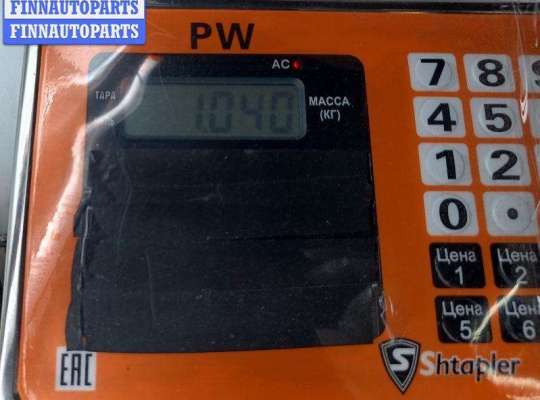 FINNAUTOPARTS
FINNAUTOPARTS
PW
AC
ТАРА
1.040
МАССА
(КГ)
7 8
4 5
1 2
0 .
Цена 1
Цена 2
Цена 5
Цена 6
EAC
S Shtapler